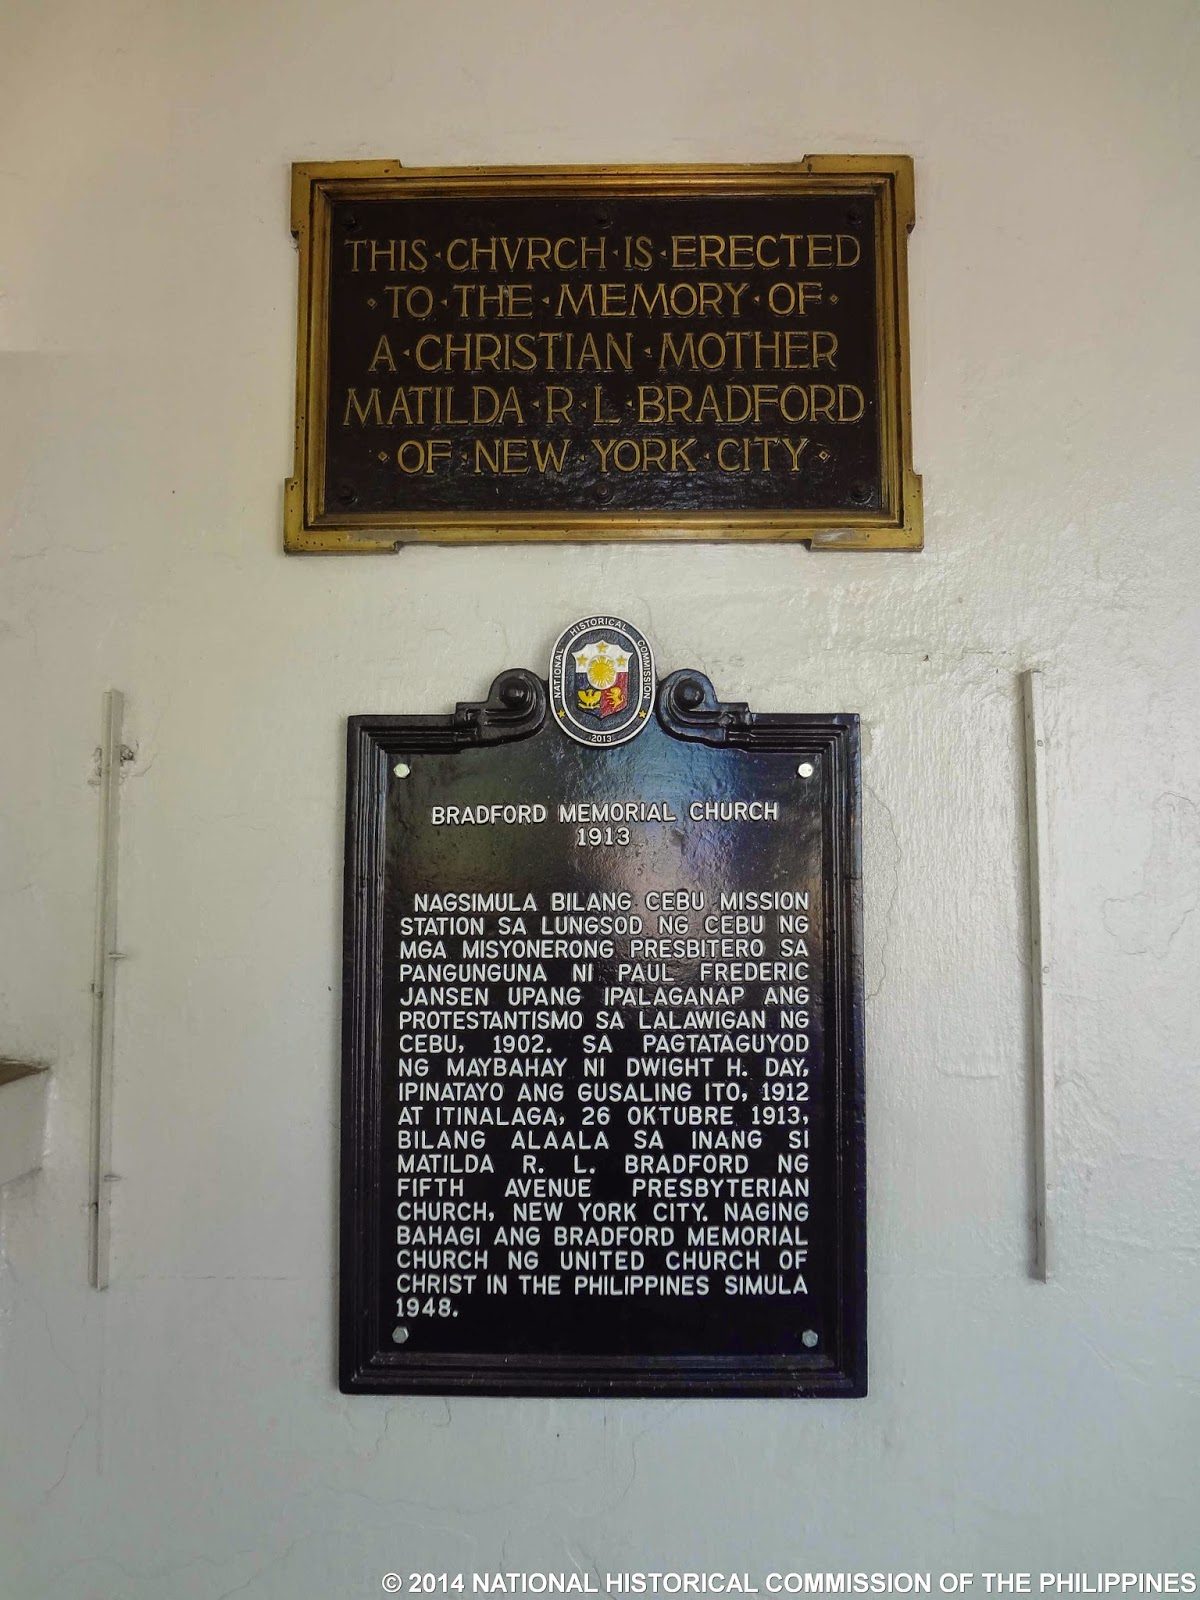 THIS·CHVRCH·IS·ERECTED
·TO·THE·MEMORY·OF·
A·CHRISTIAN·MOTHER
MATILDA·R·L·BRADFORD
·OF·NEW·YORK·CITY·
NATIONAL HISTORICAL COMMISSION
2013
BRADFORD MEMORIAL CHURCH
1913
NAGSIMULA BILANG CEBU MISSION
STATION SA LUNGSOD NG CEBU NG
MGA MISYONERONG PRESBITERO SA
PANGUNGUNA NI PAUL FREDERIC
JANSEN UPANG IPALAGANAP ANG
PROTESTANTISMO SA LALAWIGAN NG
CEBU, 1902. SA PAGTATAGUYOD
NG MAYBAHAY NI DWIGHT H. DAY,
IPINATAYO ANG GUSALING ITO, 1912
AT ITINALAGA, 26 OKTUBRE 1913,
BILANG ALAALA SA INANG SI
MATILDA R. L. BRADFORD NG
FIFTH AVENUE PRESBYTERIAN
CHURCH, NEW YORK CITY. NAGING
BAHAGI ANG BRADFORD MEMORIAL
CHURCH NG UNITED CHURCH OF
CHRIST IN THE PHILIPPINES SIMULA
1948.
© 2014 NATIONAL HISTORICAL COMMISSION OF THE PHILIPPINES